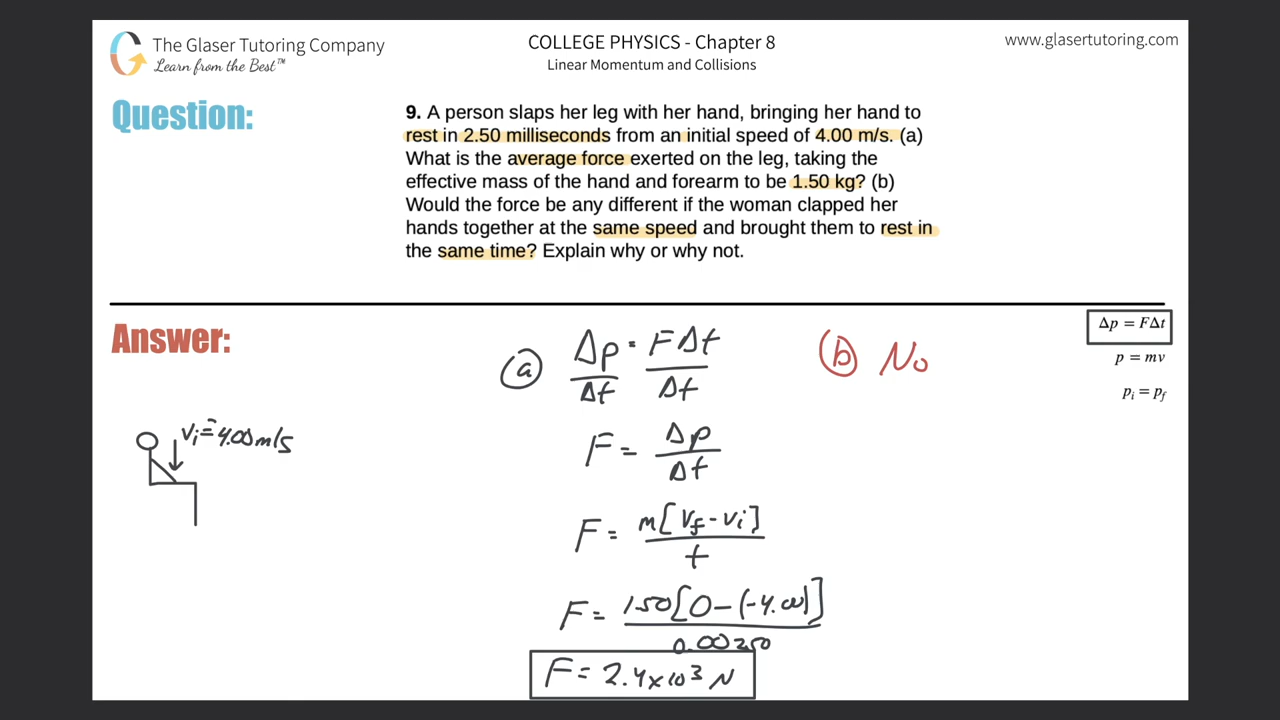 The Glaser Tutoring Company
Learn from the Best™
COLLEGE PHYSICS - Chapter 8
Linear Momentum and Collisions
www.glasertutoring.com
Question:
9. A person slaps her leg with her hand, bringing her hand to
rest in 2.50 milliseconds from an initial speed of 4.00 m/s. (a)
What is the average force exerted on the leg, taking the
effective mass of the hand and forearm to be 1.50 kg? (b)
Would the force be any different if the woman clapped her
hands together at the same speed and brought them to rest in
the same time? Explain why or why not.
Answer:
Vi = 4.00 m/s
(a) Δp/Δt = FΔt/Δt
F = Δp/Δt
F = m[Vf - Vi]/t
F = 1.50[0 - (-4.00)]/0.00250
F = 2.4 x 10³ N
(b) No
Δp = FΔt
p = mv
pi = pf